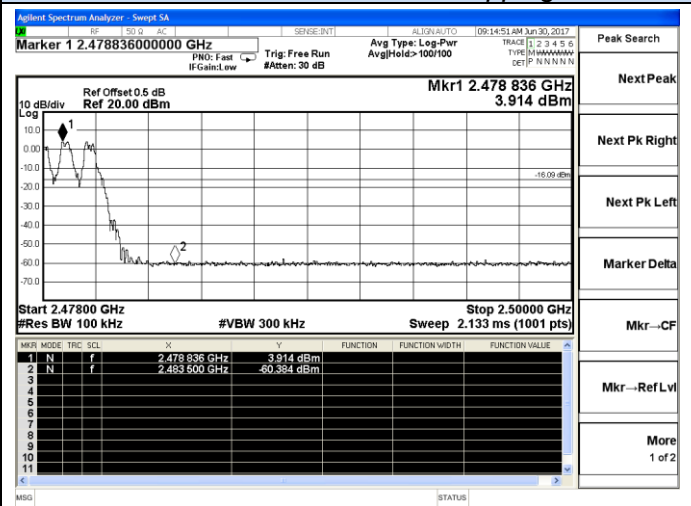 Agilent Spectrum Analyzer - Swept SA
LXI RF 50 Ω AC SENSE:INT ALIGNAUTO 09:14:51 AM Jun 30, 2017
Marker 1 2.478836000000 GHz
PNO: Fast Trig: Free Run Avg Type: Log-Pwr TRACE 1 2 3 4 5 6
IFGain:Low #Atten: 30 dB Avg|Hold:>100/100 TYPE M WWWWW
DET P N N N N N
Peak Search
Next Peak
Next Pk Right
Next Pk Left
Marker Delta
Mkr→CF
Mkr→Ref Lvl
More
1 of 2
Mkr1 2.478 836 GHz
3.914 dBm
Ref Offset 0.5 dB
10 dB/div Ref 20.00 dBm
Log
10.0
0.00
-10.0
-20.0
-30.0
-40.0
-50.0
-60.0
-70.0
1
2
-16.09 dBm
Start 2.47800 GHz Stop 2.50000 GHz
#Res BW 100 kHz #VBW 300 kHz Sweep 2.133 ms (1001 pts)
MKR MODE TRC SCL X Y FUNCTION FUNCTION WIDTH FUNCTION VALUE
1 N f 2.478 836 GHz 3.914 dBm
2 N f 2.483 500 GHz -60.384 dBm
3
4
5
6
7
8
9
10
11
MSG STATUS